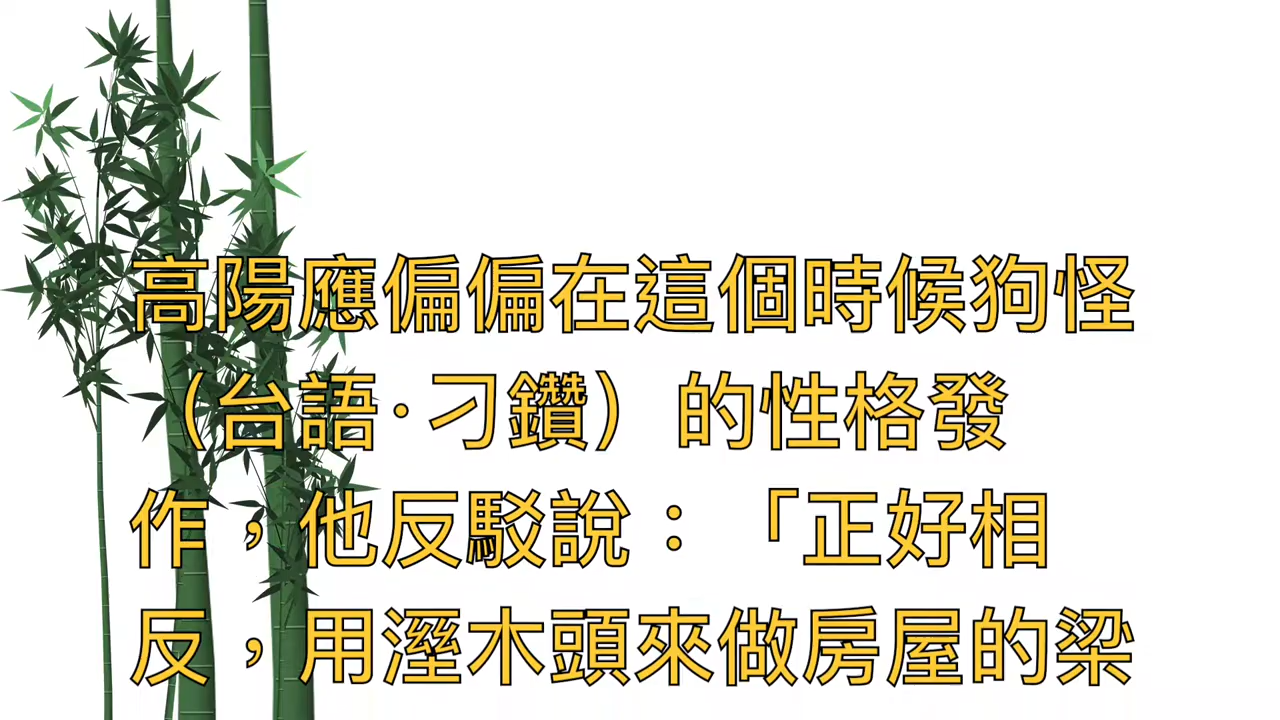 高陽應偏偏在這個時候狗怪
（台語·刁鑽）的性格發
作，他反駁說：「正好相
反，用溼木頭來做房屋的梁